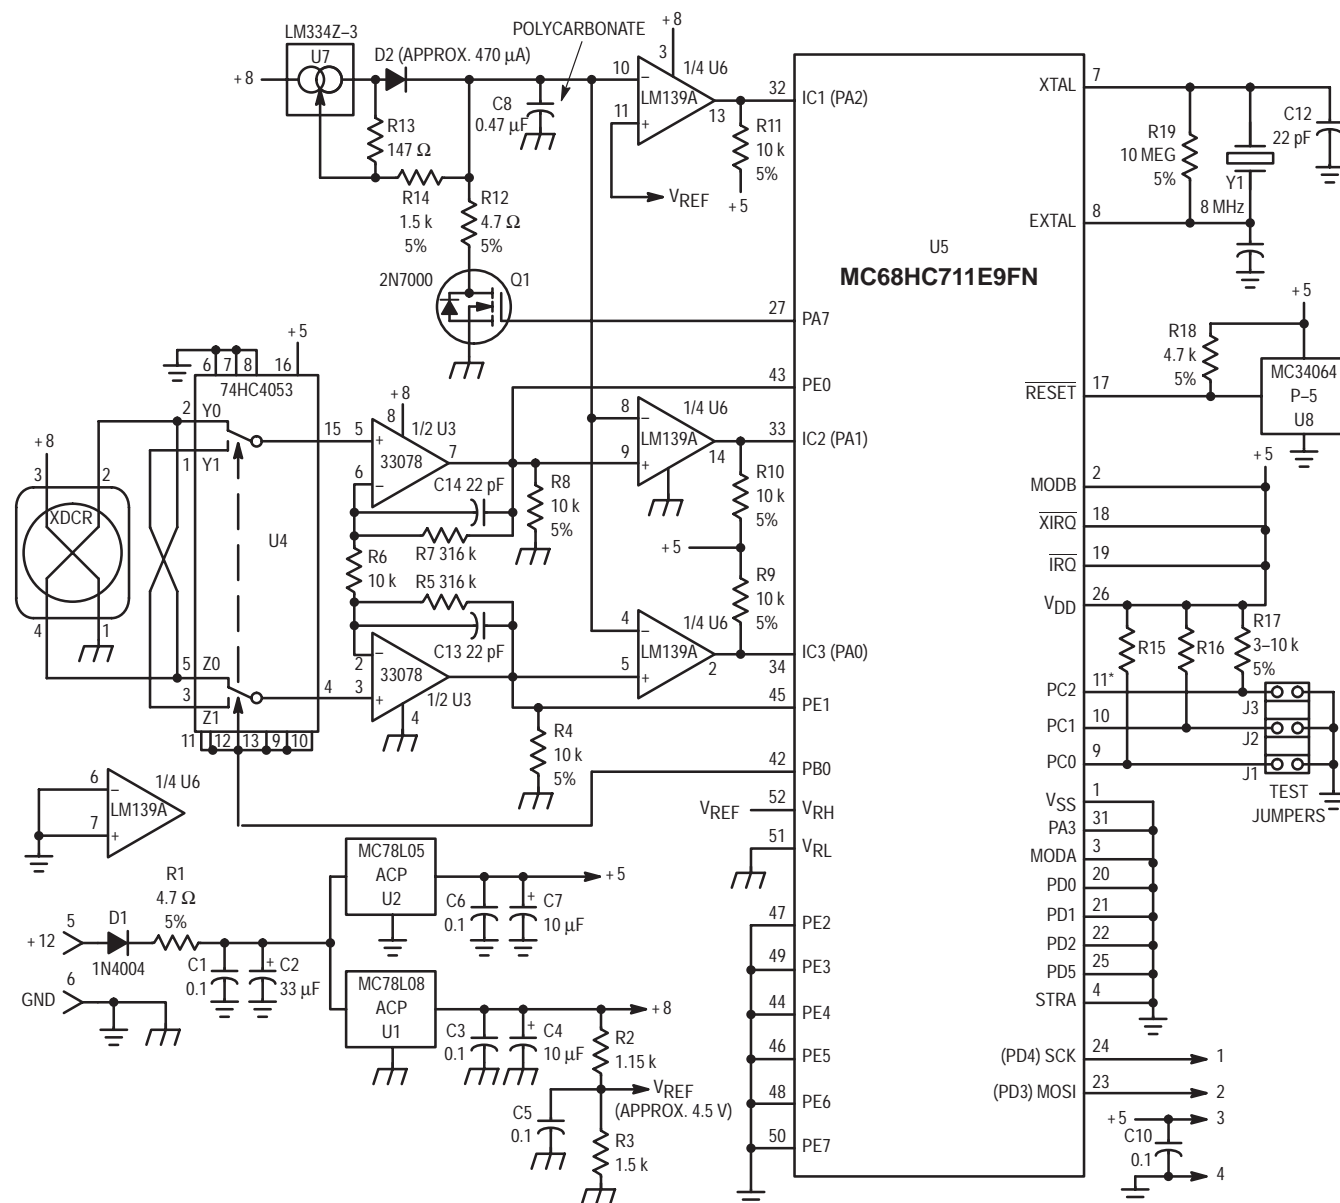 LM334Z–3
U7
D2 (APPROX. 470 µA)
+ 8
R13
147 Ω
R14
1.5 k
5%
R12
4.7 Ω
5%
C8
0.47 µF
POLYCARBONATE
+ 8
3
1/4 U6
10
–
LM139A
11
+
13
VREF
R11
10 k
5%
+ 5
2N7000
Q1
32
IC1 (PA2)
27
PA7
43
PE0
33
IC2 (PA1)
IC3 (PA0)
34
45
PE1
42
PB0
VREF
52
VRH
51
VRL
47
PE2
49
PE3
44
PE4
46
PE5
48
PE6
50
PE7
U5
MC68HC711E9FN
XTAL
7
R19
10 MEG
5%
Y1
8 MHz
C12
22 pF
EXTAL
8
+ 5
R18
4.7 k
5%
MC34064
P–5
U8
RESET
17
+ 5
MODB
2
XIRQ
18
IRQ
19
VDD
26
R15
R16
R17
3–10 k
5%
PC2
11*
PC1
10
PC0
9
J3
J2
J1
TEST
JUMPERS
VSS
1
PA3
31
MODA
3
PD0
20
PD1
21
PD2
22
PD5
25
STRA
4
(PD4) SCK
24
1
(PD3) MOSI
23
2
+ 5
3
C10
0.1
4
+ 5
6
7
8
16
74HC4053
2
Y0
15
1
Y1
U4
5
Z0
4
3
Z1
11
12
13
9
10
+ 8
3
2
XDCR
4
1
+ 8
8
5
+
1/2 U3
33078
7
6
–
C14 22 pF
R7 316 k
R8
10 k
5%
R6
10 k
R5 316 k
C13 22 pF
2
–
33078
3
+
1/2 U3
4
R4
10 k
5%
1/4 U6
8
–
LM139A
9
+
14
R10
10 k
5%
+ 5
R9
10 k
5%
1/4 U6
4
–
LM139A
5
+
2
6
–
1/4 U6
LM139A
7
+
R1
4.7 Ω
5%
5
D1
+ 12
1N4004
6
GND
C1
0.1
+
C2
33 µF
MC78L05
ACP
U2
C6
0.1
+
C7
10 µF
+ 5
MC78L08
ACP
U1
C3
0.1
+
C4
10 µF
+ 8
R2
1.15 k
VREF
(APPROX. 4.5 V)
C5
0.1
R3
1.5 k